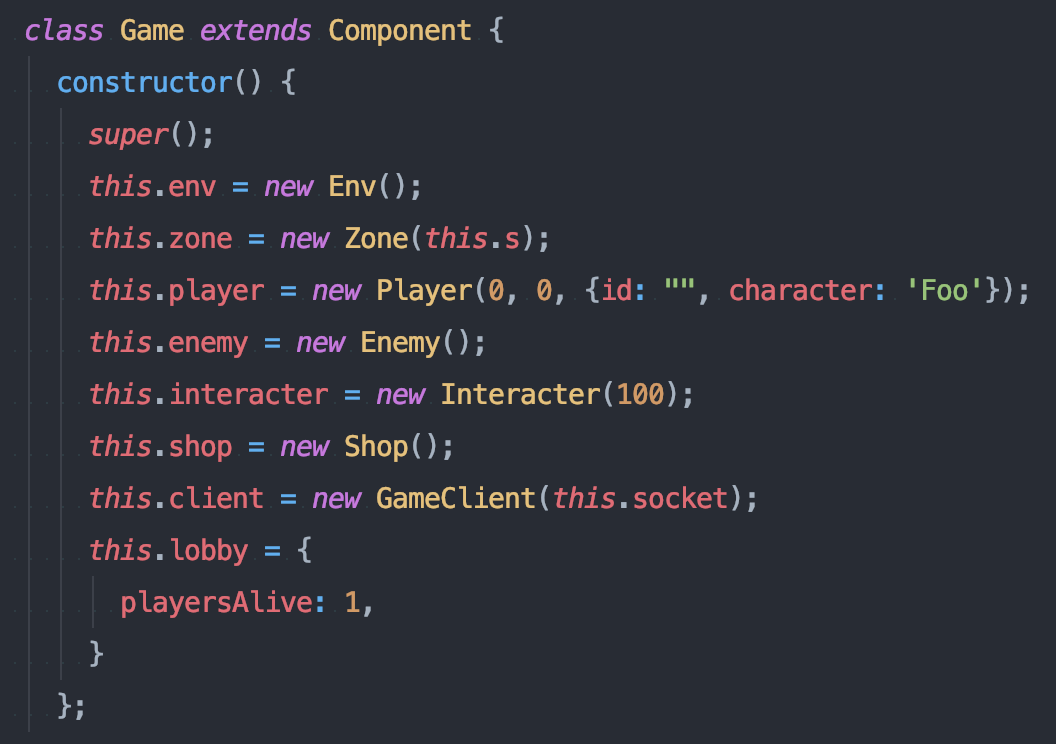 class Game extends Component {
constructor() {
super();
this.env = new Env();
this.zone = new Zone(this.s);
this.player = new Player(0, 0, {id: "", character: 'Foo'});
this.enemy = new Enemy();
this.interacter = new Interacter(100);
this.shop = new Shop();
this.client = new GameClient(this.socket);
this.lobby = {
playersAlive: 1,
}
};